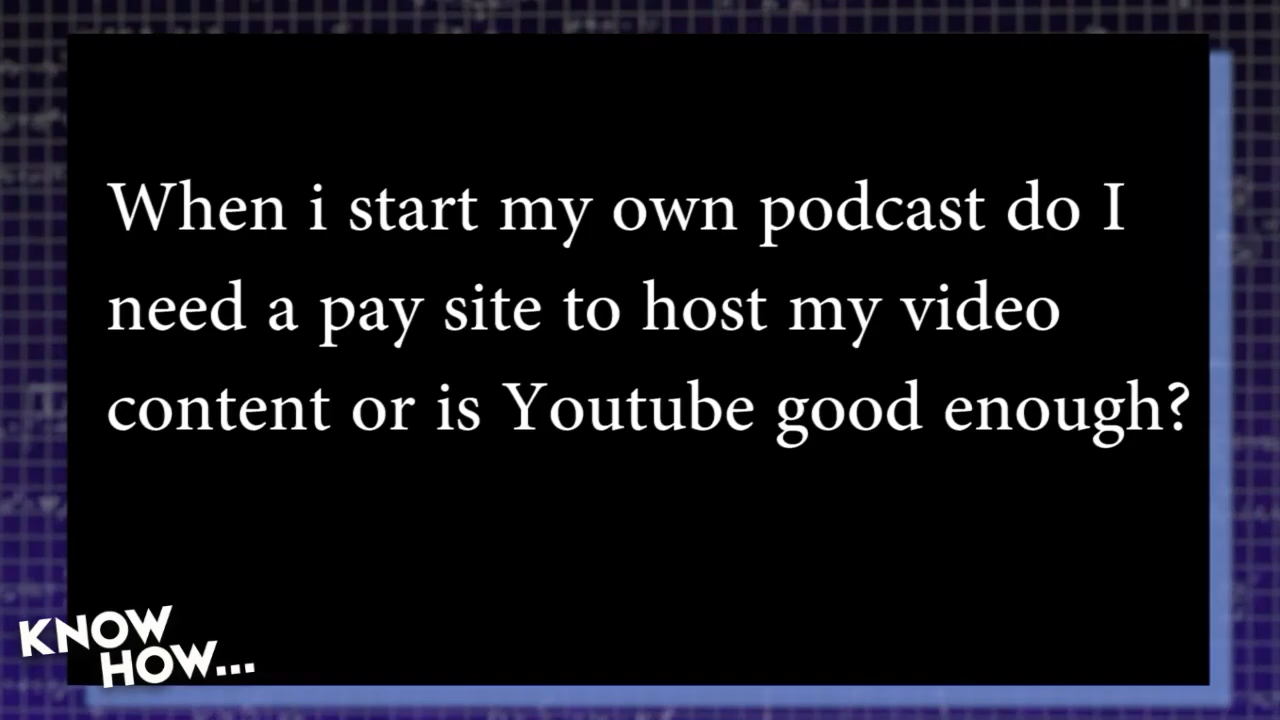 When i start my own podcast do I
need a pay site to host my video
content or is Youtube good enough?
KNOW
HOW...